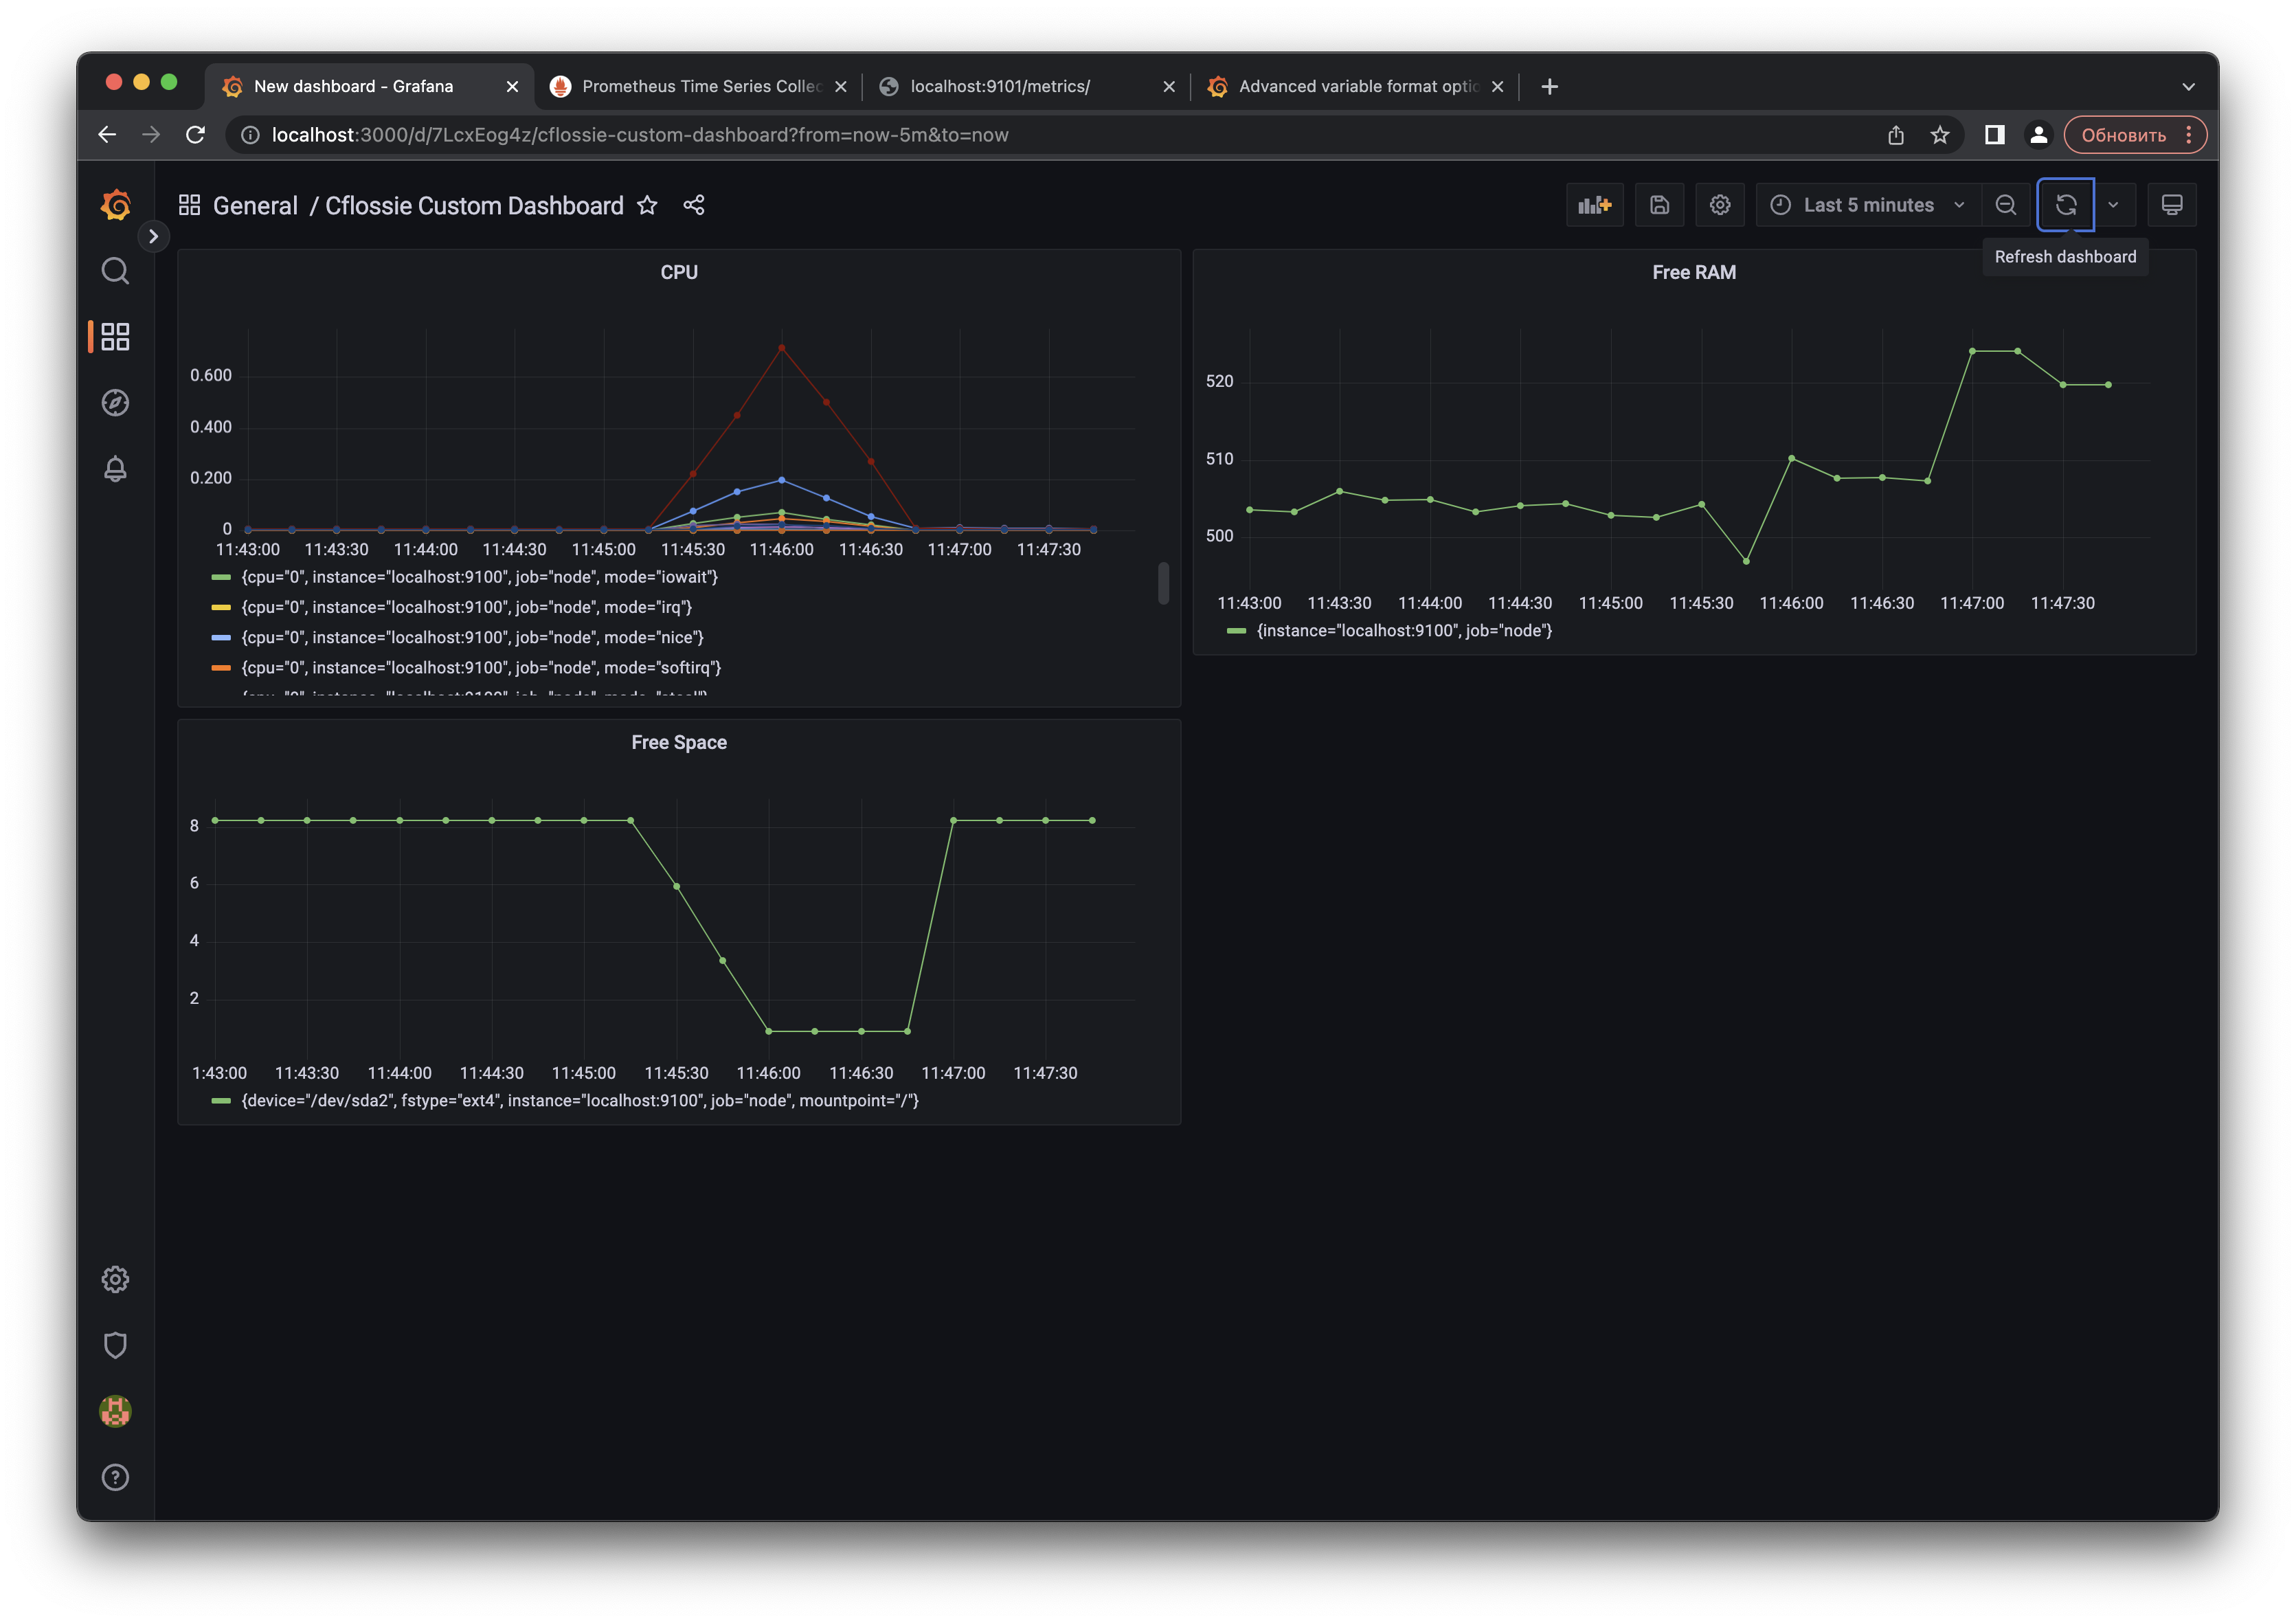 New dashboard - Grafana
Prometheus Time Series Collec
localhost:9101/metrics/
Advanced variable format optio
localhost:3000/d/7LcxEog4z/cflossie-custom-dashboard?from=now-5m&to=now
Обновить
General / Cflossie Custom Dashboard
Last 5 minutes
Refresh dashboard
CPU
0.600
0.400
0.200
0
11:43:00 11:43:30 11:44:00 11:44:30 11:45:00 11:45:30 11:46:00 11:46:30 11:47:00 11:47:30
{cpu="0", instance="localhost:9100", job="node", mode="iowait"}
{cpu="0", instance="localhost:9100", job="node", mode="irq"}
{cpu="0", instance="localhost:9100", job="node", mode="nice"}
{cpu="0", instance="localhost:9100", job="node", mode="softirq"}
{cpu="0", instance="localhost:9100", job="node", mode="steal"}
Free RAM
520
510
500
11:43:00 11:43:30 11:44:00 11:44:30 11:45:00 11:45:30 11:46:00 11:46:30 11:47:00 11:47:30
{instance="localhost:9100", job="node"}
Free Space
8
6
4
2
1:43:00 11:43:30 11:44:00 11:44:30 11:45:00 11:45:30 11:46:00 11:46:30 11:47:00 11:47:30
{device="/dev/sda2", fstype="ext4", instance="localhost:9100", job="node", mountpoint="/"}